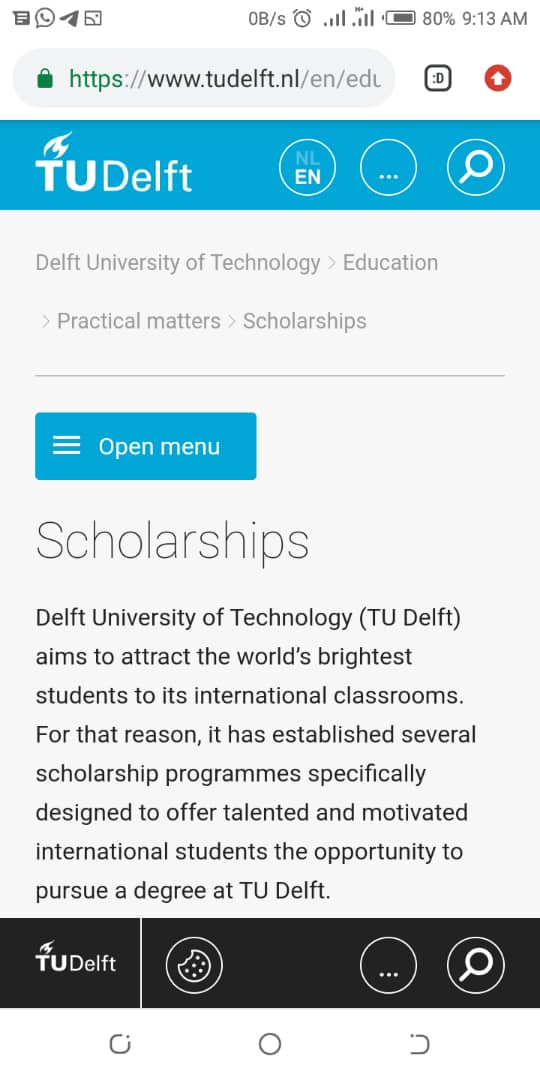 0B/s 80% 9:13 AM
https://www.tudelft.nl/en/edu :D
TUDelft NL EN ...
Delft University of Technology > Education
> Practical matters > Scholarships
Open menu
Scholarships
Delft University of Technology (TU Delft)
aims to attract the world’s brightest
students to its international classrooms.
For that reason, it has established several
scholarship programmes specifically
designed to offer talented and motivated
international students the opportunity to
pursue a degree at TU Delft.
TUDelft ...